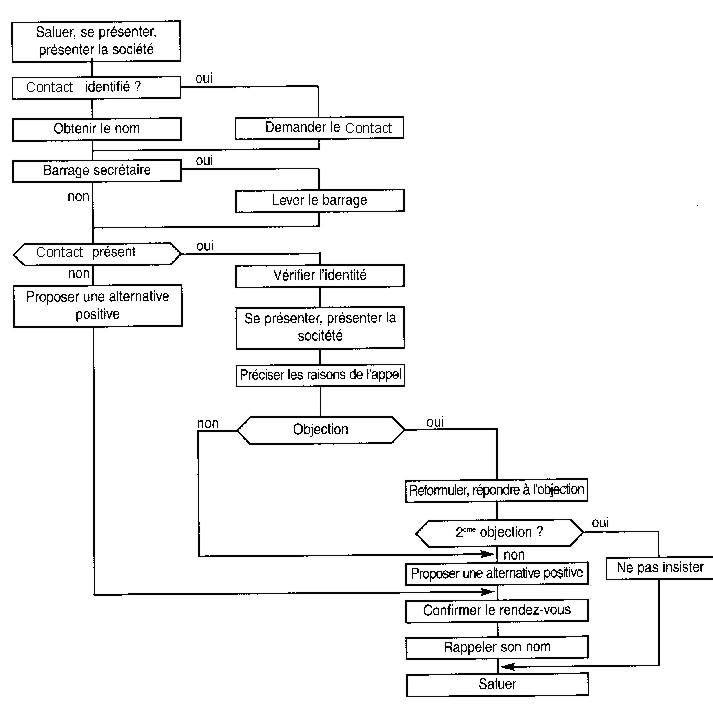 Saluer, se présenter,
présenter la société
oui
Contact identifié ?
Obtenir le nom
Demander le Contact
oui
Barrage secrétaire
non
Lever le barrage
Contact présent
oui
non
Vérifier l'identité
Proposer une alternative
positive
Se présenter, présenter la
socitété
Préciser les raisons de l'appel
non
Objection
oui
Reformuler, répondre à l'objection
2ème objection ?
oui
non
Proposer une alternative positive
Ne pas insister
Confirmer le rendez-vous
Rappeler son nom
Saluer